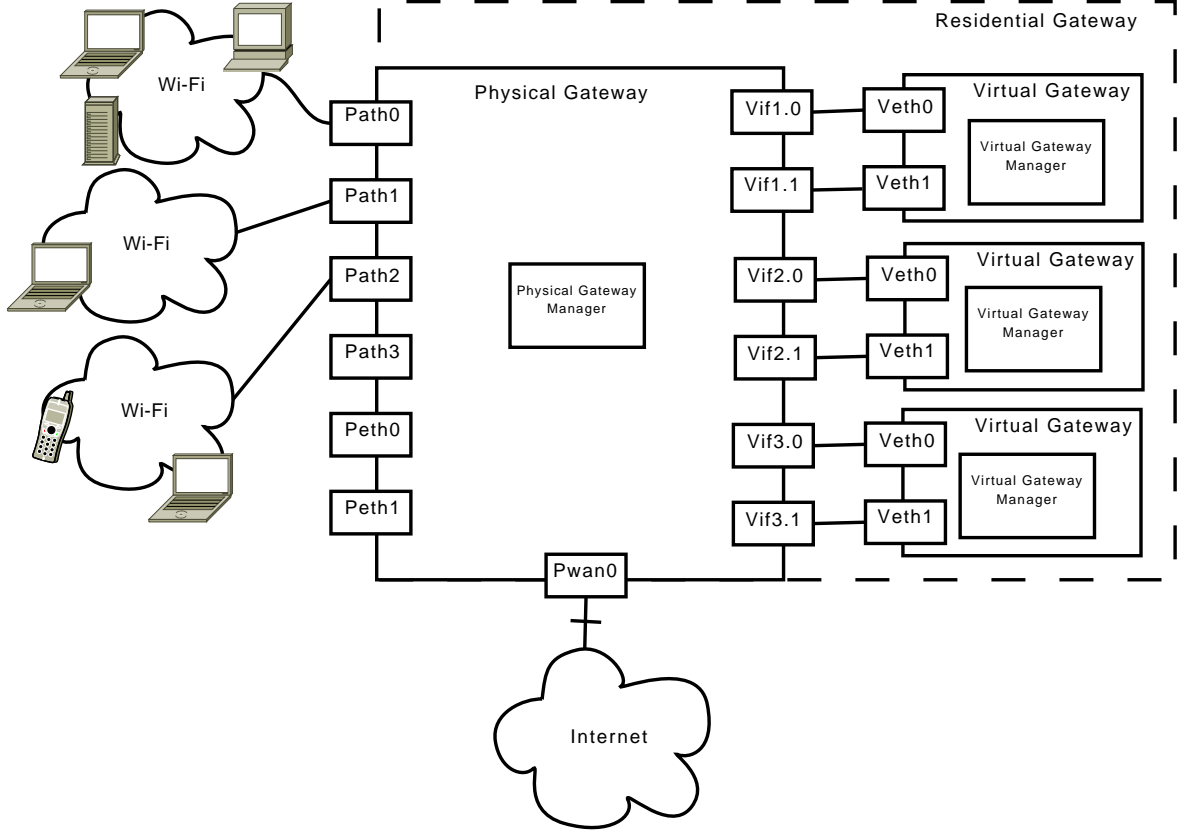 Residential Gateway
Physical Gateway
Wi-Fi
Path0
Path1
Wi-Fi
Path2
Path3
Wi-Fi
Peth0
Peth1
Physical Gateway
Manager
Pwan0
Vif1.0
Veth0
Virtual Gateway
Virtual Gateway
Manager
Vif1.1
Veth1
Vif2.0
Veth0
Virtual Gateway
Virtual Gateway
Manager
Vif2.1
Veth1
Vif3.0
Veth0
Virtual Gateway
Virtual Gateway
Manager
Vif3.1
Veth1
Internet